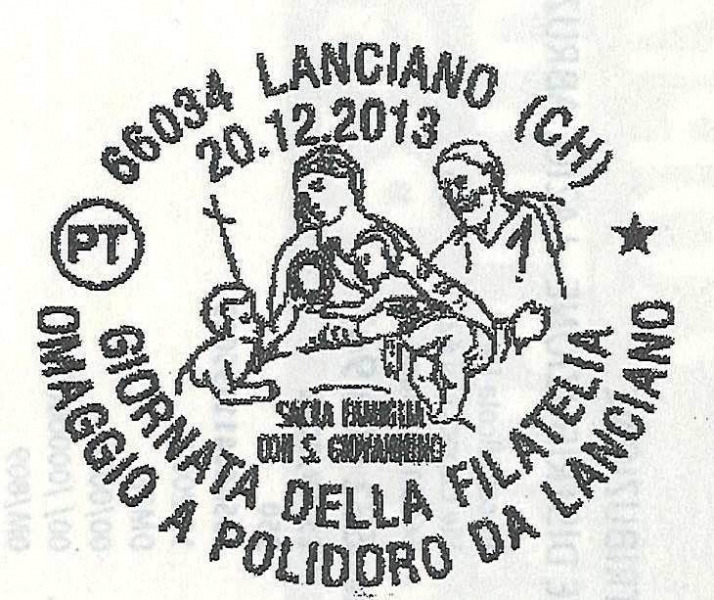 66034 LANCIANO (CH)
20.12.2013
PT
SACRA FAMIGLIA
CON S. GIOVANNINO
GIORNATA DELLA FILATELIA
OMAGGIO A POLIDORO DA LANCIANO